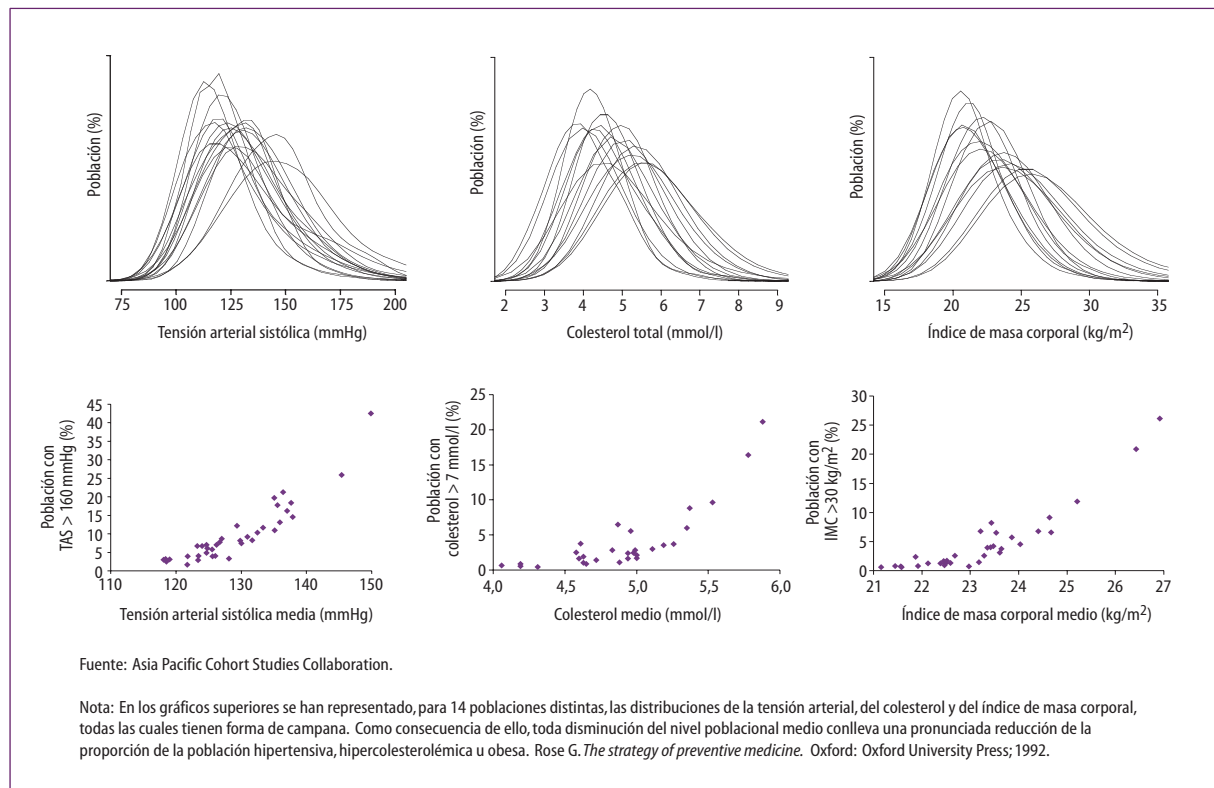 Población (%)
75 100 125 150 175 200
Tensión arterial sistólica (mmHg)
Población (%)
2 3 4 5 6 7 8 9
Colesterol total (mmol/l)
Población (%)
15 20 25 30 35
Índice de masa corporal (kg/m2)
Población con
TAS > 160 mmHg (%)
45
40
35
30
25
20
15
10
5
0
110 120 130 140 150
Tensión arterial sistólica media (mmHg)
Población con
colesterol > 7 mmol/l (%)
25
20
15
10
5
0
4,0 4,5 5,0 5,5 6,0
Colesterol medio (mmol/l)
Población con
IMC >30 kg/m2 (%)
30
25
20
15
10
5
0
21 22 23 24 25 26 27
Índice de masa corporal medio (kg/m2)
Fuente: Asia Pacific Cohort Studies Collaboration.
Nota: En los gráficos superiores se han representado, para 14 poblaciones distintas, las distribuciones de la tensión arterial, del colesterol y del índice de masa corporal,
todas las cuales tienen forma de campana. Como consecuencia de ello, toda disminución del nivel poblacional medio conlleva una pronunciada reducción de la
proporción de la población hipertensiva, hipercolesterolémica u obesa. Rose G. The strategy of preventive medicine. Oxford: Oxford University Press; 1992.